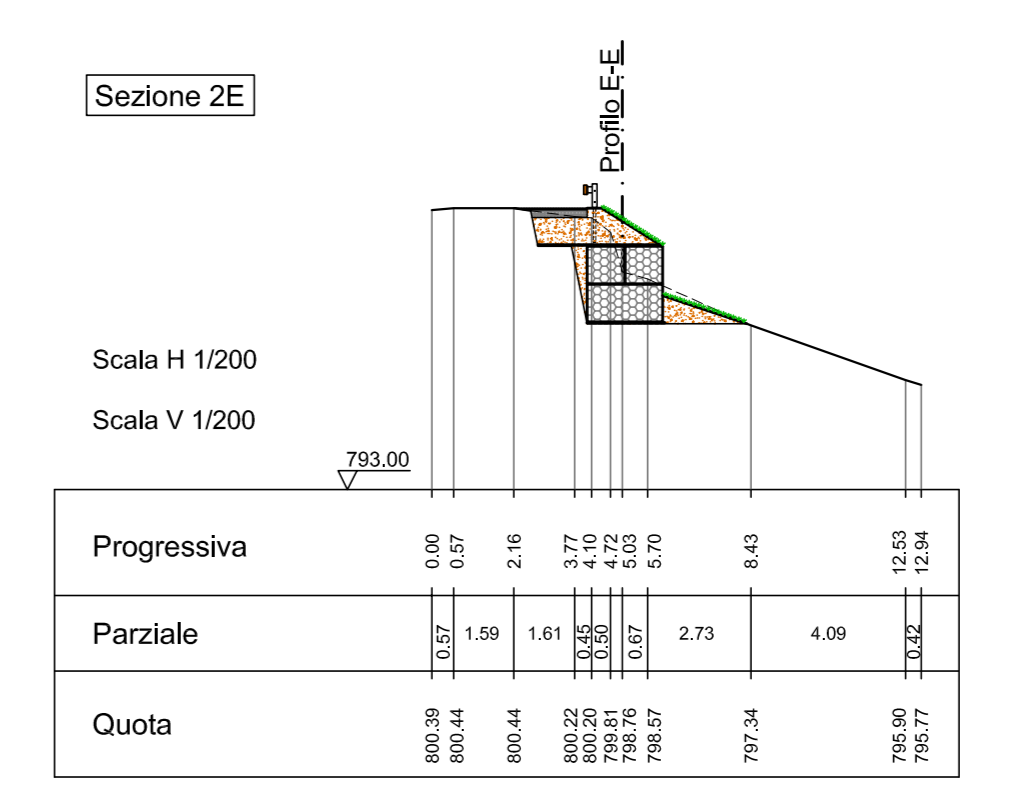 Sezione 2E
Profilo E-E
Scala H 1/200
Scala V 1/200
793.00
Progressiva 0.00 0.57 2.16 3.77 4.10 4.72 5.03 5.70 8.43 12.53 12.94
Parziale 0.57 1.59 1.61 0.45 0.50 0.67 2.73 4.09 0.42
Quota 800.39 800.44 800.44 800.22 800.20 799.81 798.76 798.57 797.34 795.90 795.77